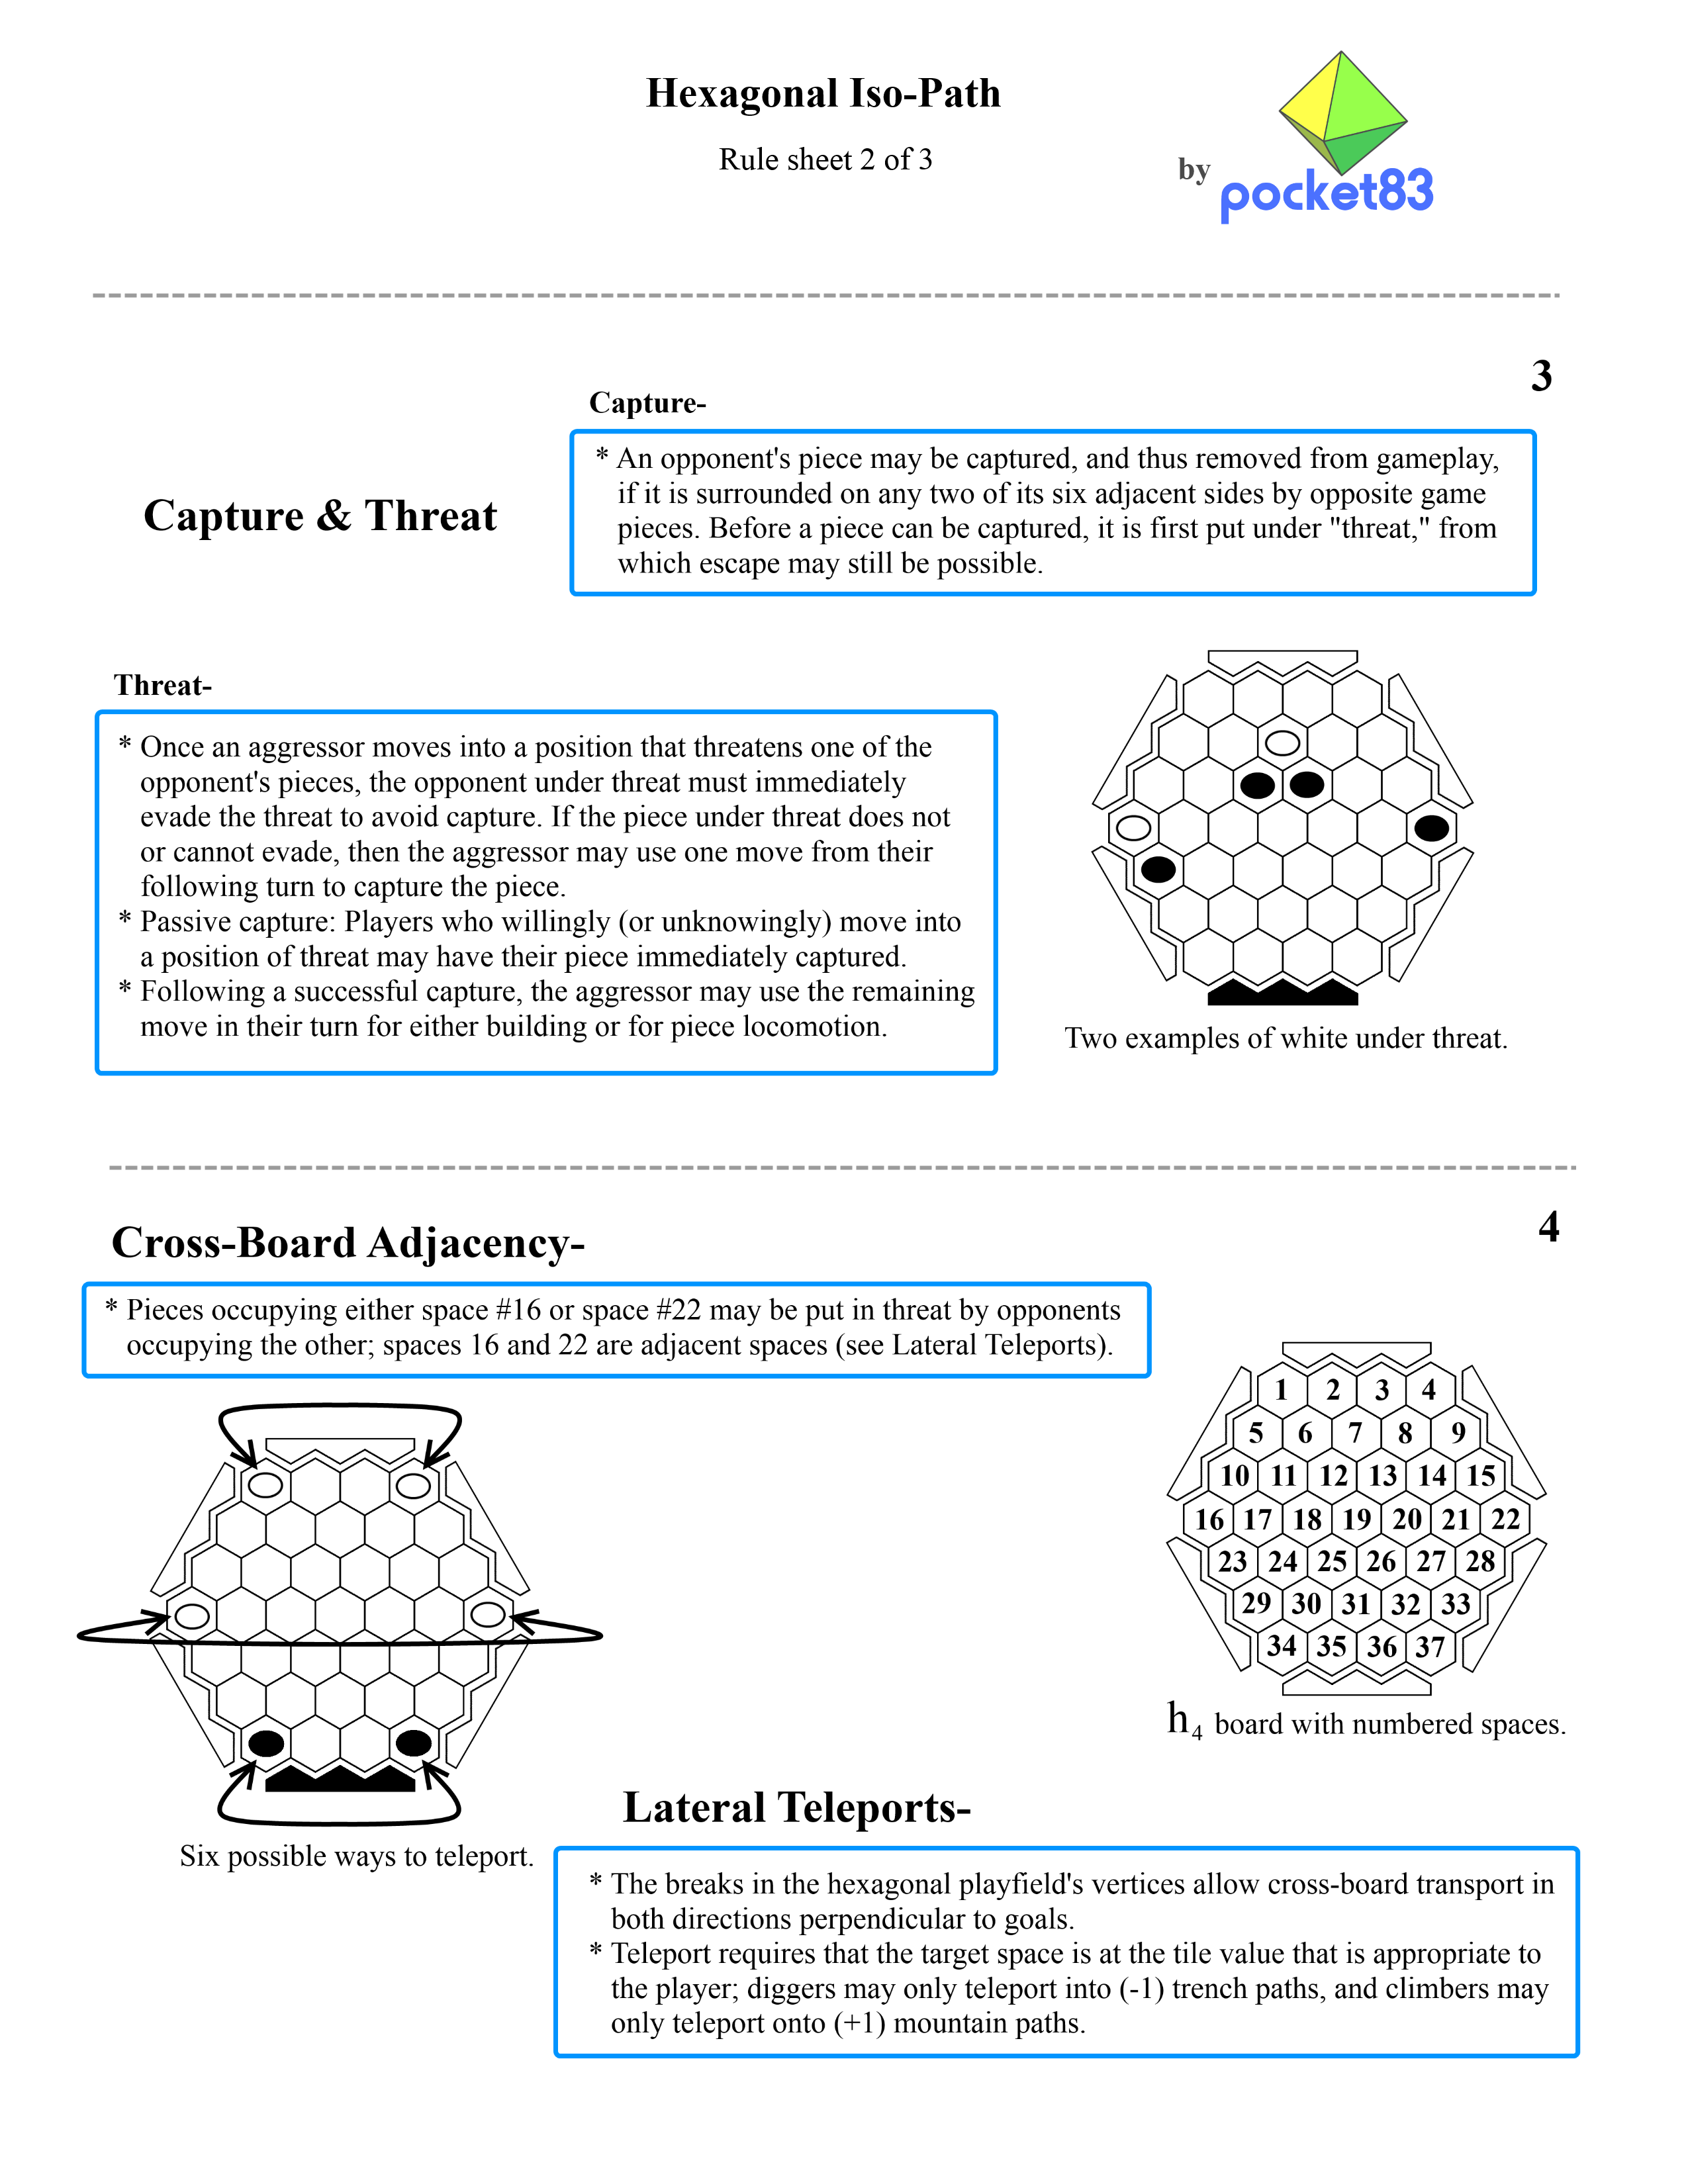 Hexagonal Iso-Path
Rule sheet 2 of 3
by
pocket83
3
Capture-
* An opponent's piece may be captured, and thus removed from gameplay,
if it is surrounded on any two of its six adjacent sides by opposite game
pieces. Before a piece can be captured, it is first put under "threat," from
which escape may still be possible.
Capture & Threat
Threat-
* Once an aggressor moves into a position that threatens one of the
opponent's pieces, the opponent under threat must immediately
evade the threat to avoid capture. If the piece under threat does not
or cannot evade, then the aggressor may use one move from their
following turn to capture the piece.
* Passive capture: Players who willingly (or unknowingly) move into
a position of threat may have their piece immediately captured.
* Following a successful capture, the aggressor may use the remaining
move in their turn for either building or for piece locomotion.
Two examples of white under threat.
4
Cross-Board Adjacency-
* Pieces occupying either space #16 or space #22 may be put in threat by opponents
occupying the other; spaces 16 and 22 are adjacent spaces (see Lateral Teleports).
1 2 3 4
5 6 7 8 9
10 11 12 13 14 15
16 17 18 19 20 21 22
23 24 25 26 27 28
29 30 31 32 33
34 35 36 37
h4 board with numbered spaces.
Six possible ways to teleport.
Lateral Teleports-
* The breaks in the hexagonal playfield's vertices allow cross-board transport in
both directions perpendicular to goals.
* Teleport requires that the target space is at the tile value that is appropriate to
the player; diggers may only teleport into (-1) trench paths, and climbers may
only teleport onto (+1) mountain paths.